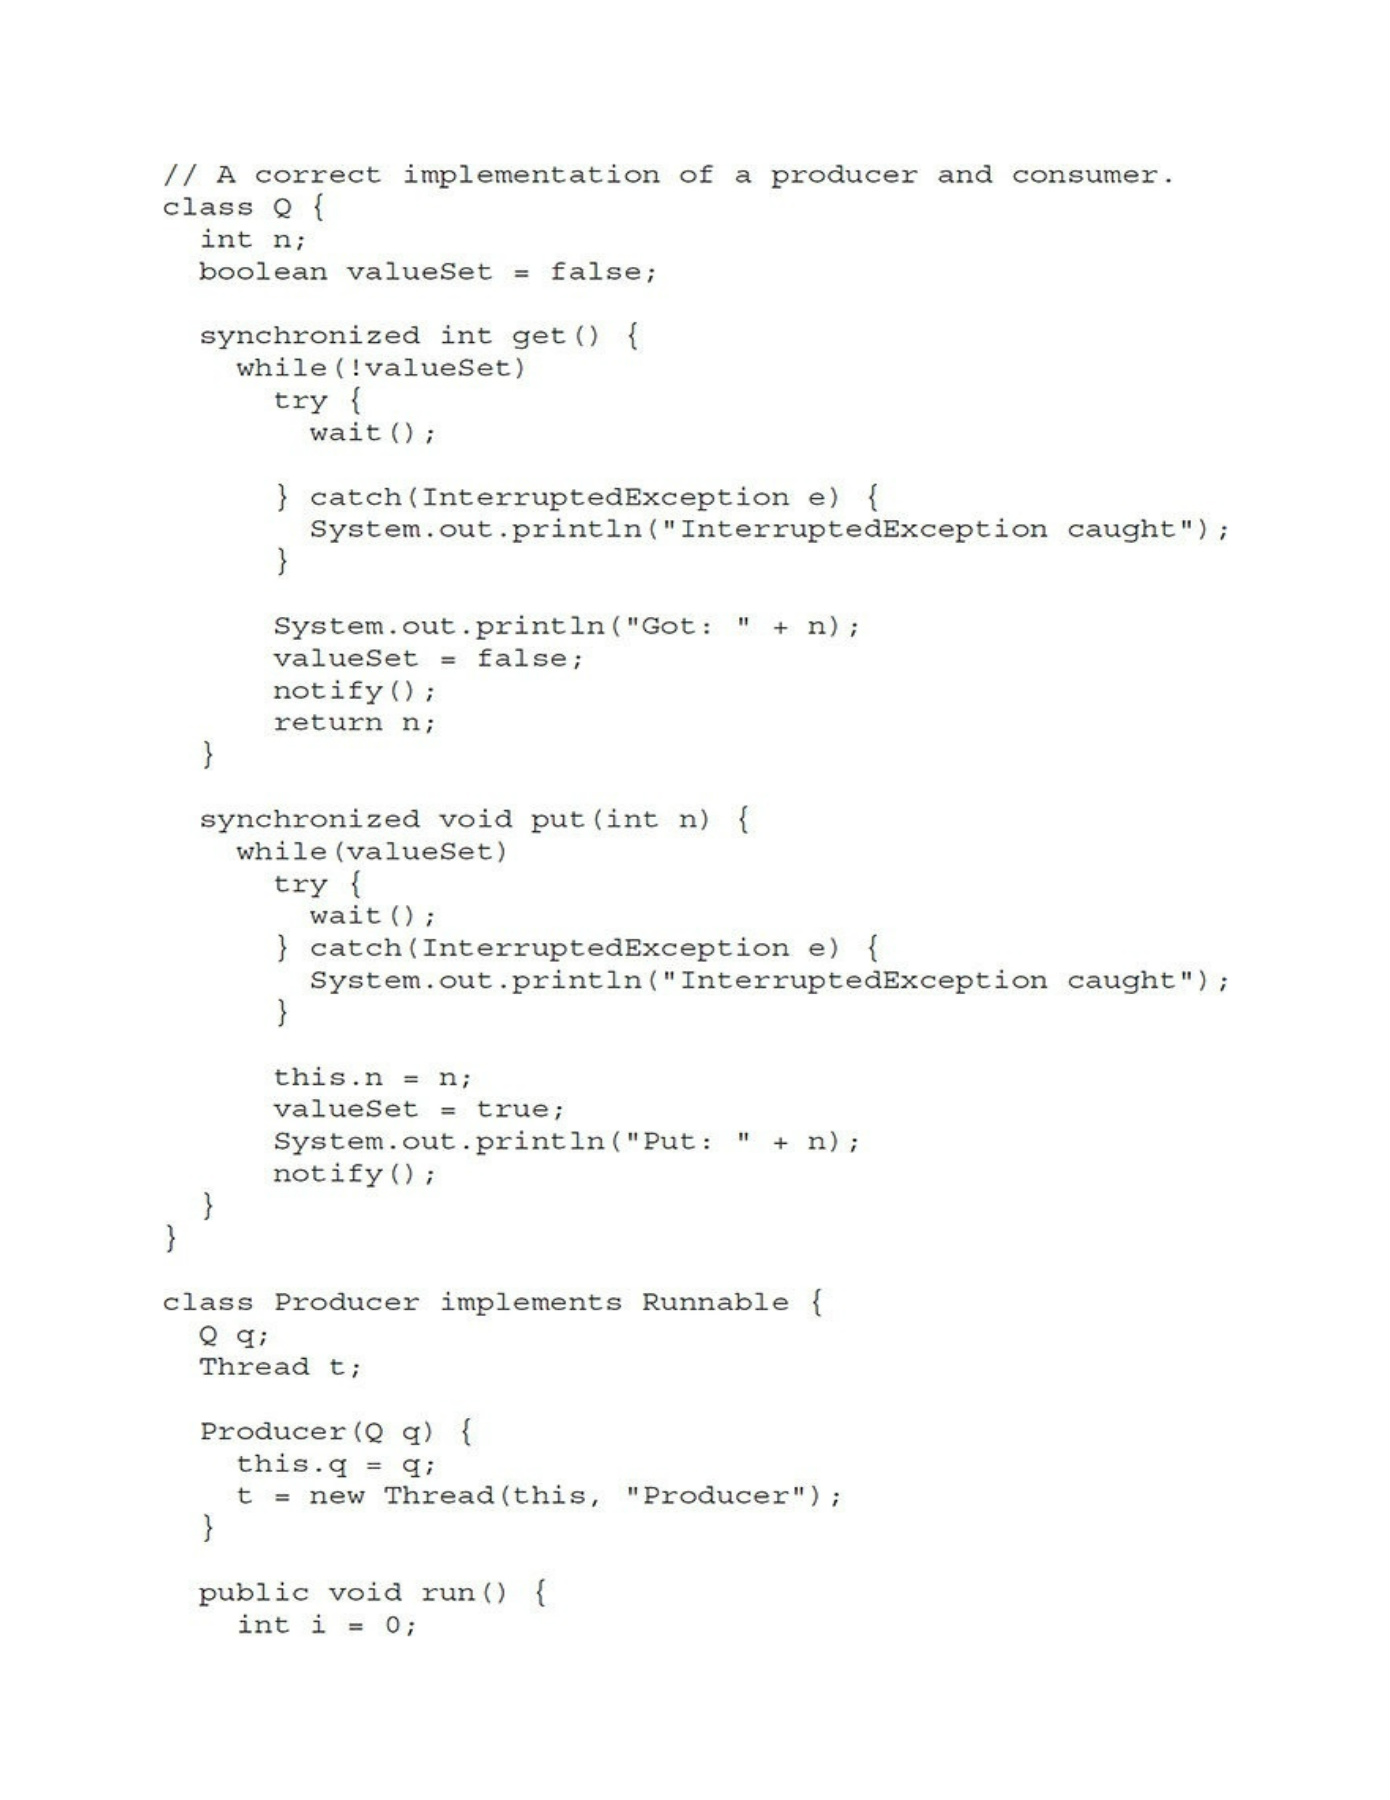 // A correct implementation of a producer and consumer.
class Q {
  int n;
  boolean valueSet = false;

  synchronized int get() {
    while(!valueSet)
      try {
        wait();

      } catch(InterruptedException e) {
        System.out.println("InterruptedException caught");
      }

      System.out.println("Got: " + n);
      valueSet = false;
      notify();
      return n;
  }

  synchronized void put(int n) {
    while(valueSet)
      try {
        wait();
      } catch(InterruptedException e) {
        System.out.println("InterruptedException caught");
      }

      this.n = n;
      valueSet = true;
      System.out.println("Put: " + n);
      notify();
  }
}

class Producer implements Runnable {
  Q q;
  Thread t;

  Producer(Q q) {
    this.q = q;
    t = new Thread(this, "Producer");
  }

  public void run() {
    int i = 0;